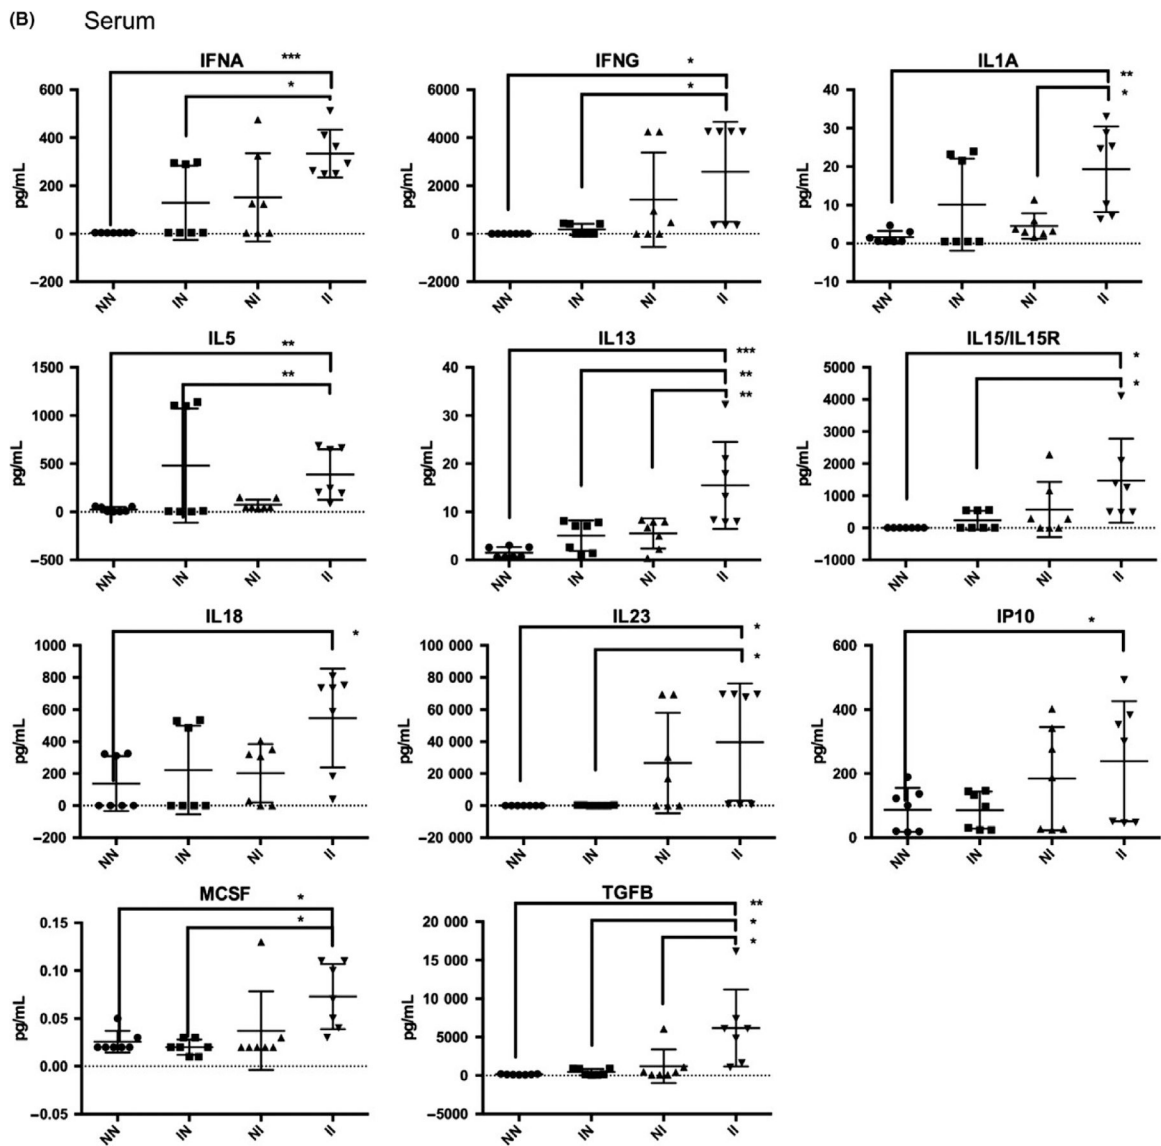 (B) Serum
IFNA
***
*
pg/mL
600
400
200
0
–200
NN IN NI II
IFNG
*
*
pg/mL
6000
4000
2000
0
–2000
NN IN NI II
IL1A
**
*
pg/mL
40
30
20
10
0
–10
NN IN NI II
IL5
**
**
pg/mL
1500
1000
500
0
–500
NN IN NI II
IL13
***
**
**
pg/mL
40
30
20
10
0
NN IN NI II
IL15/IL15R
*
*
pg/mL
5000
4000
3000
2000
1000
0
–1000
NN IN NI II
IL18
*
pg/mL
1000
800
600
400
200
0
–200
NN IN NI II
IL23
*
*
pg/mL
100 000
80 000
60 000
40 000
20 000
0
–20 000
NN IN NI II
IP10
*
pg/mL
600
400
200
0
NN IN NI II
MCSF
*
*
pg/mL
0.15
0.10
0.05
0.00
–0.05
NN IN NI II
TGFB
**
*
*
pg/mL
20 000
15 000
10 000
5000
0
–5000
NN IN NI II